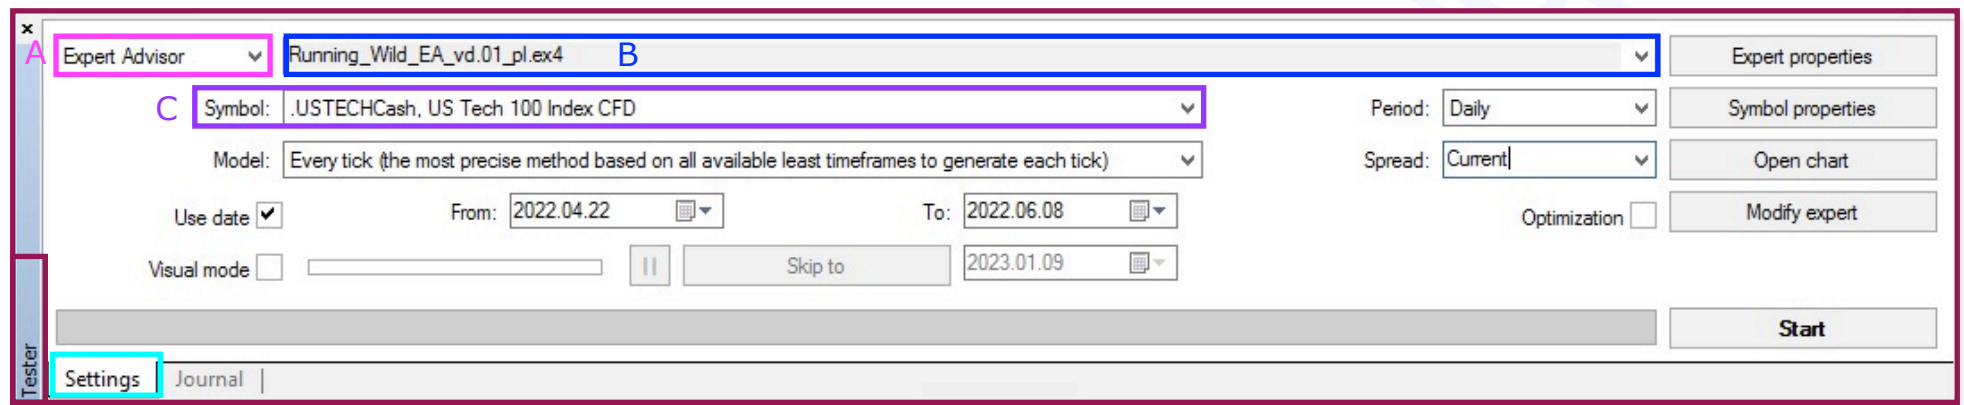 ×
A Expert Advisor Running_Wild_EA_vd.01_pl.ex4 B Expert properties
C Symbol: .USTECHCash, US Tech 100 Index CFD Period: Daily Symbol properties
Model: Every tick (the most precise method based on all available least timeframes to generate each tick) Spread: Current Open chart
Use date From: 2022.04.22 To: 2022.06.08 Optimization Modify expert
Visual mode Skip to 2023.01.09
Start
Tester
Settings Journal